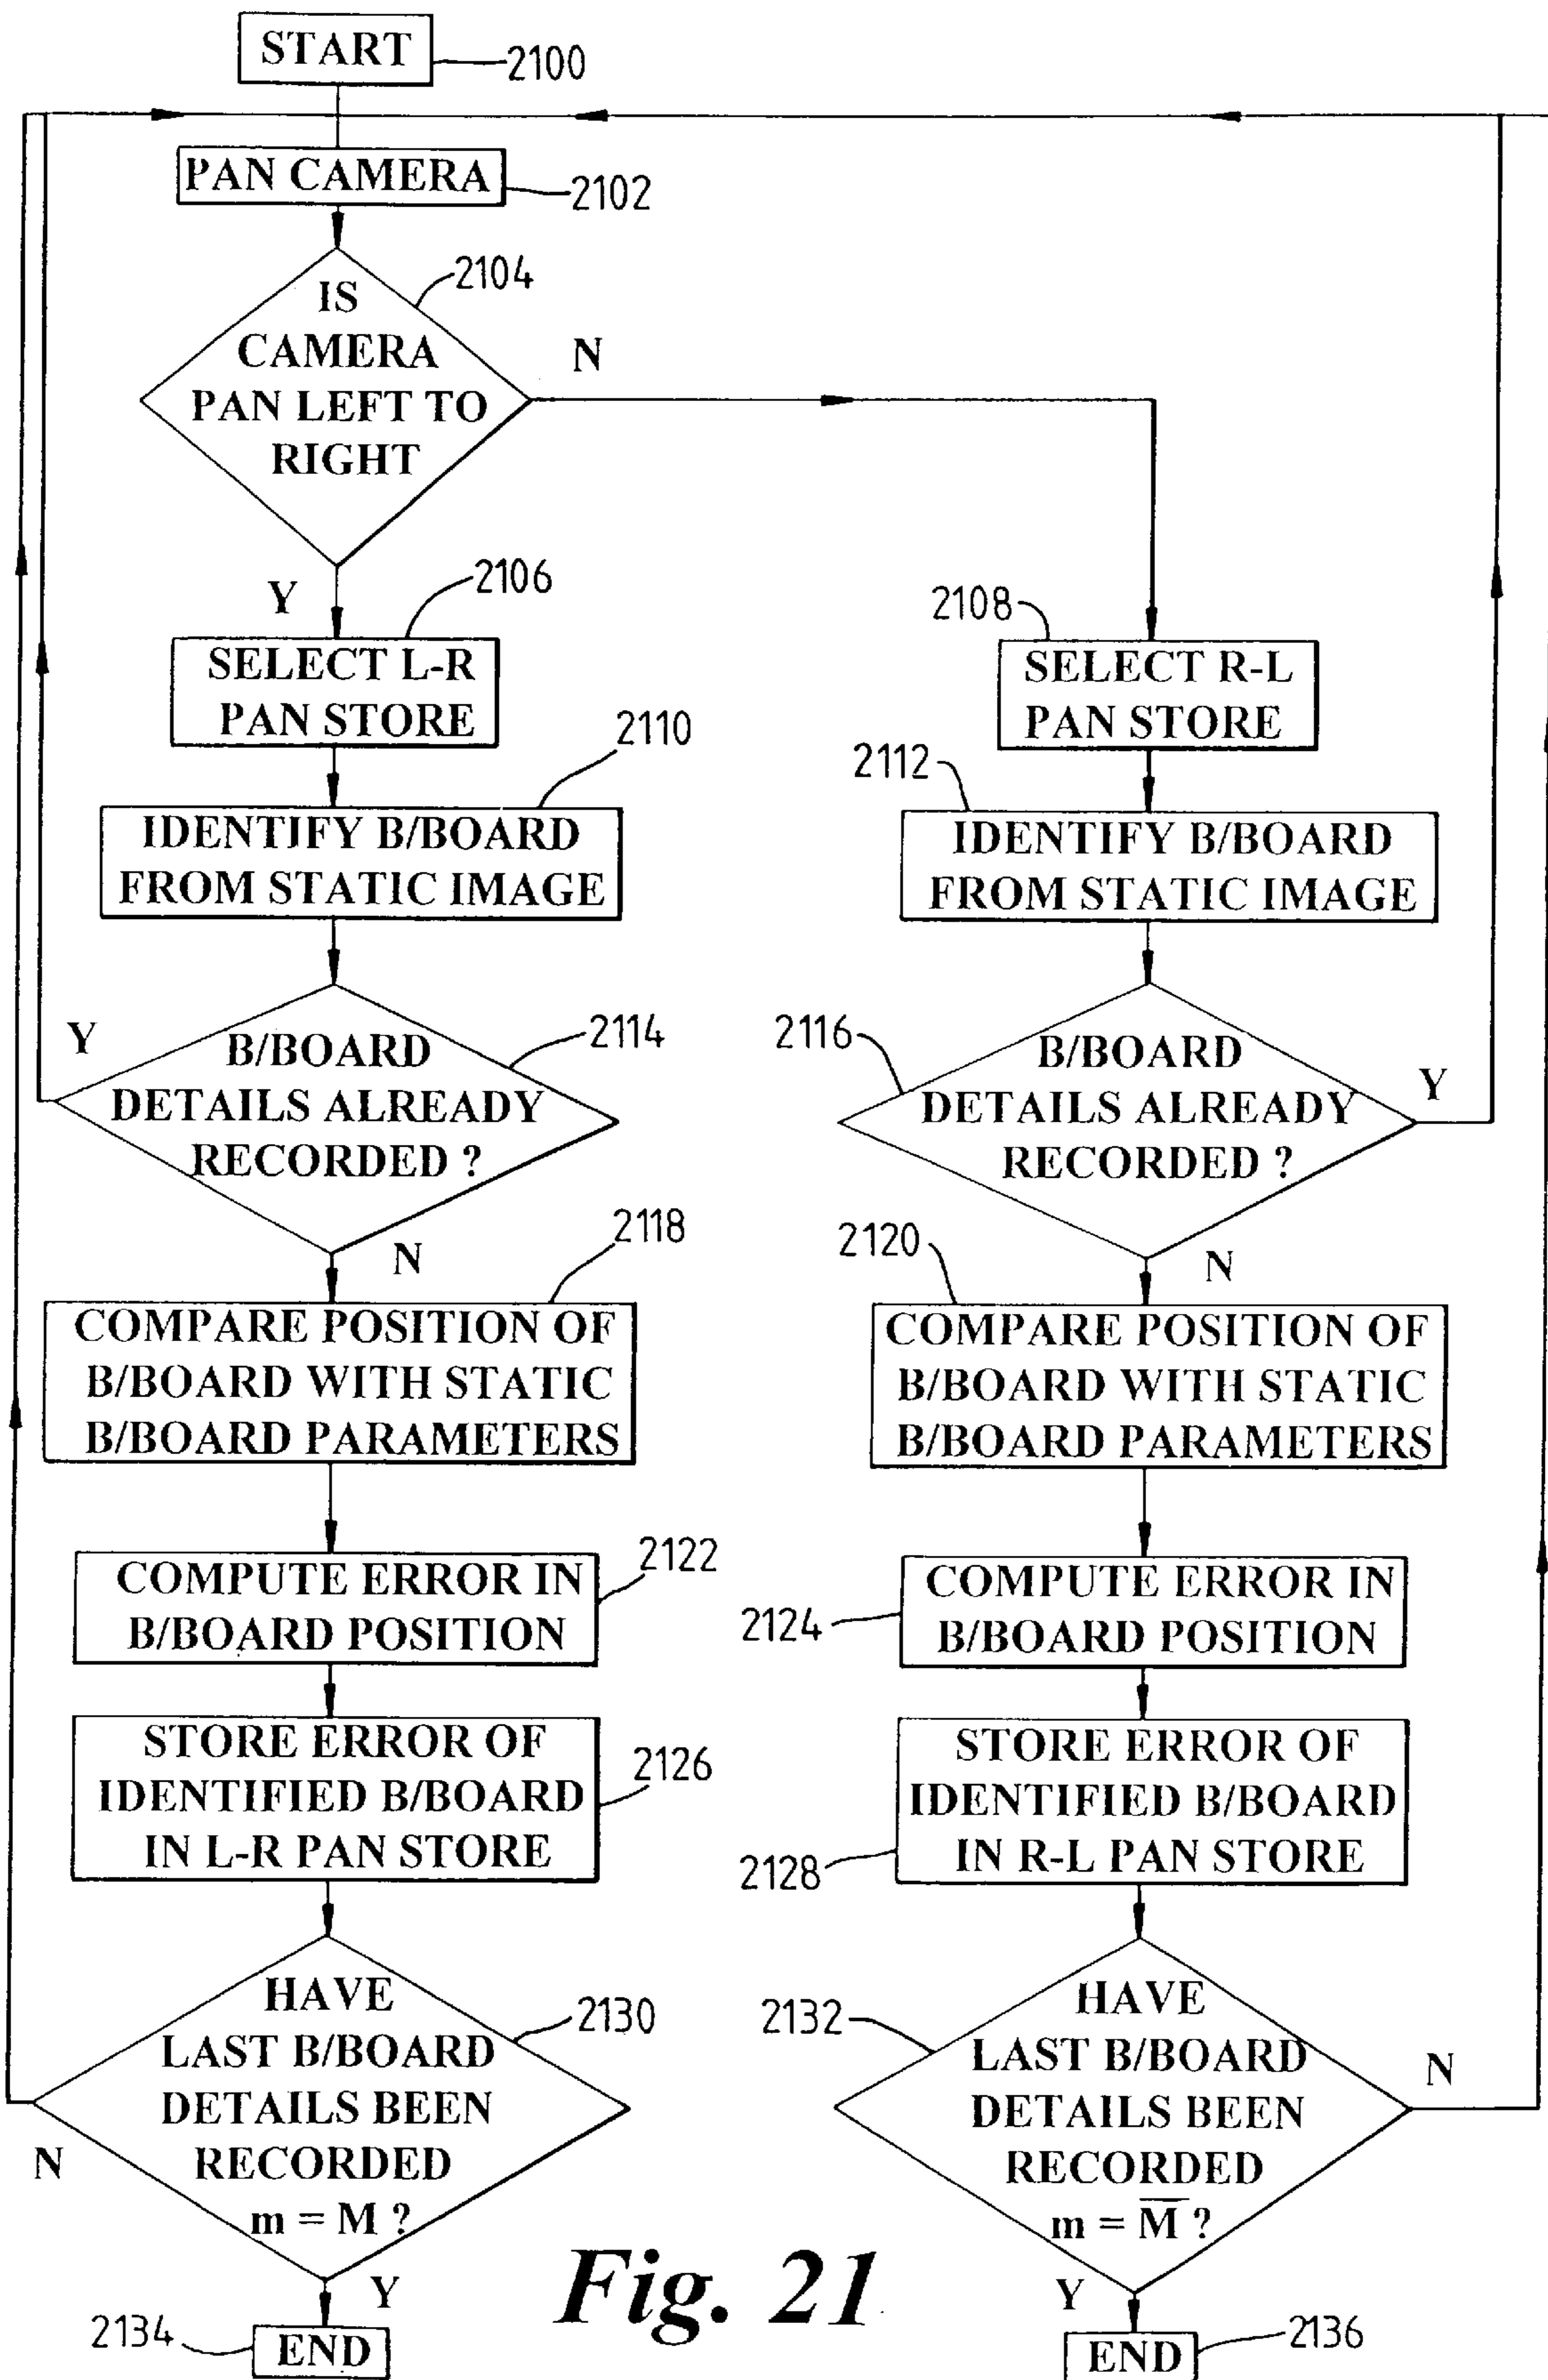 START
2100
PAN CAMERA
2102
2104
IS
CAMERA
PAN LEFT TO
RIGHT
N
Y
2106
SELECT L-R
PAN STORE
2108
SELECT R-L
PAN STORE
2110
IDENTIFY B/BOARD
FROM STATIC IMAGE
2112
IDENTIFY B/BOARD
FROM STATIC IMAGE
Y
B/BOARD
DETAILS ALREADY
RECORDED ?
2114
N
2116
B/BOARD
DETAILS ALREADY
RECORDED ?
Y
N
2118
COMPARE POSITION OF
B/BOARD WITH STATIC
B/BOARD PARAMETERS
2120
COMPARE POSITION OF
B/BOARD WITH STATIC
B/BOARD PARAMETERS
COMPUTE ERROR IN
B/BOARD POSITION
2122
2124
COMPUTE ERROR IN
B/BOARD POSITION
STORE ERROR OF
IDENTIFIED B/BOARD
IN L-R PAN STORE
2126
2128
STORE ERROR OF
IDENTIFIED B/BOARD
IN R-L PAN STORE
HAVE
LAST B/BOARD
DETAILS BEEN
RECORDED
m = M ?
2130
N
Y
2132
HAVE
LAST B/BOARD
DETAILS BEEN
RECORDED
m = M̅ ?
N
Y
2134
END
Fig. 21
END
2136